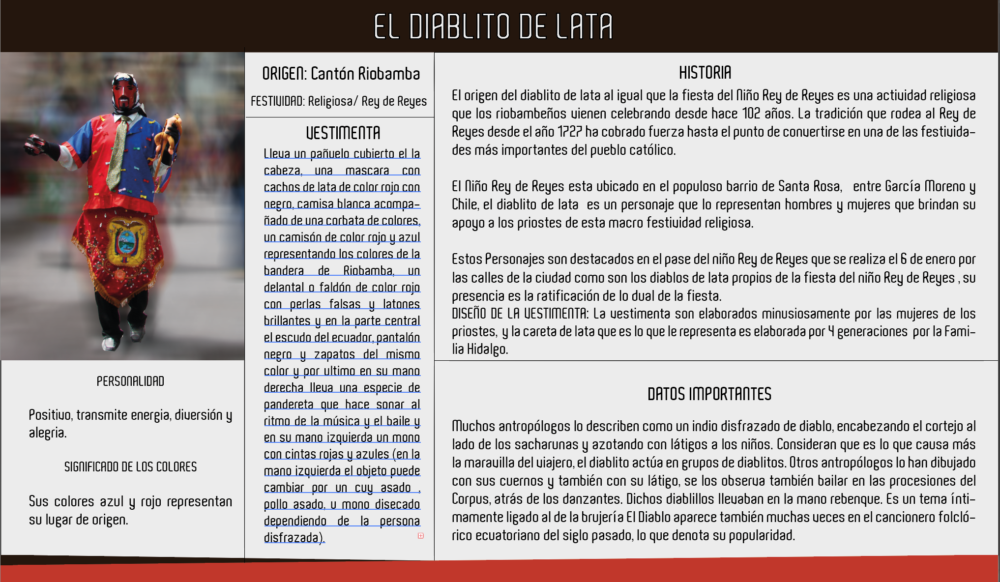 EL DIABLITO DE LATA
ORIGEN: Cantón Riobamba
FESTIVIDAD: Religiosa/ Rey de Reyes
VESTIMENTA
Lleva un pañuelo cubierto el la
cabeza, una mascara con
cachos de lata de color rojo con
negro, camisa blanca acompa-
ñado de una corbata de colores,
un camisón de color rojo y azul
representando los colores de la
bandera de Riobamba, un
delantal o faldón de color rojo
con perlas falsas y latones
brillantes y en la parte central
el escudo del ecuador, pantalón
negro y zapatos del mismo
color y por ultimo en su mano
derecha lleva una especie de
pandereta que hace sonar al
ritmo de la música y el baile y
en su mano izquierda un mono
con cintas rojas y azules (en la
mano izquierda el objeto puede
cambiar por un cuy asado ,
pollo asado, u mono disecado
dependiendo de la persona
disfrazada).
PERSONALIDAD
Positivo, transmite energia, diversión y
alegria.
SIGNIFICADO DE LOS COLORES
Sus colores azul y rojo representan
su lugar de origen.
HISTORIA
El origen del diablito de lata al igual que la fiesta del Niño Rey de Reyes es una actividad religiosa
que los riobambeños vienen celebrando desde hace 102 años. La tradición que rodea al Rey de
Reyes desde el año 1727 ha cobrado fuerza hasta el punto de convertirse en una de las festivida-
des más importantes del pueblo católico.
El Niño Rey de Reyes esta ubicado en el populoso barrio de Santa Rosa,   entre García Moreno y
Chile, el diablito de lata  es un personaje que lo representan hombres y mujeres que brindan su
apoyo a los priostes de esta macro festividad religiosa.
Estos Personajes son destacados en el pase del niño Rey de Reyes que se realiza el 6 de enero por
las calles de la ciudad como son los diablos de lata propios de la fiesta del niño Rey de Reyes , su
presencia es la ratificación de lo dual de la fiesta.
DISEÑO DE LA VESTIMENTA: La vestimenta son elaborados minusiosamente por las mujeres de los
priostes, y la careta de lata que es lo que le representa es elaborada por 4 generaciones  por la Fami-
lia Hidalgo.
DATOS IMPORTANTES
Muchos antropólogos lo describen como un indio disfrazado de diablo, encabezando el cortejo al
lado de los sacharunas y azotando con látigos a los niños. Consideran que es lo que causa más
la maravilla del viajero, el diablito actúa en grupos de diablitos. Otros antropólogos lo han dibujado
con sus cuernos y también con su látigo, se los observa también bailar en las procesiones del
Corpus, atrás de los danzantes. Dichos diablillos llevaban en la mano rebenque. Es un tema ínti-
mamente ligado al de la brujería El Diablo aparece también muchas veces en el cancionero folcló-
rico ecuatoriano del siglo pasado, lo que denota su popularidad.